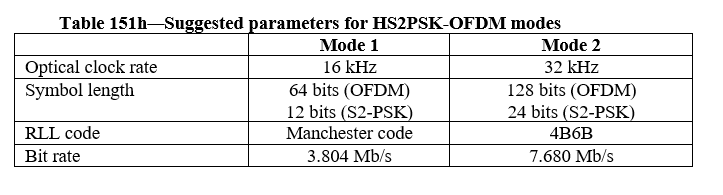 Table 151h—Suggested parameters for HS2PSK-OFDM modes
Mode 1 Mode 2
Optical clock rate 16 kHz 32 kHz
Symbol length 64 bits (OFDM) 128 bits (OFDM)
12 bits (S2-PSK) 24 bits (S2-PSK)
RLL code Manchester code 4B6B
Bit rate 3.804 Mb/s 7.680 Mb/s